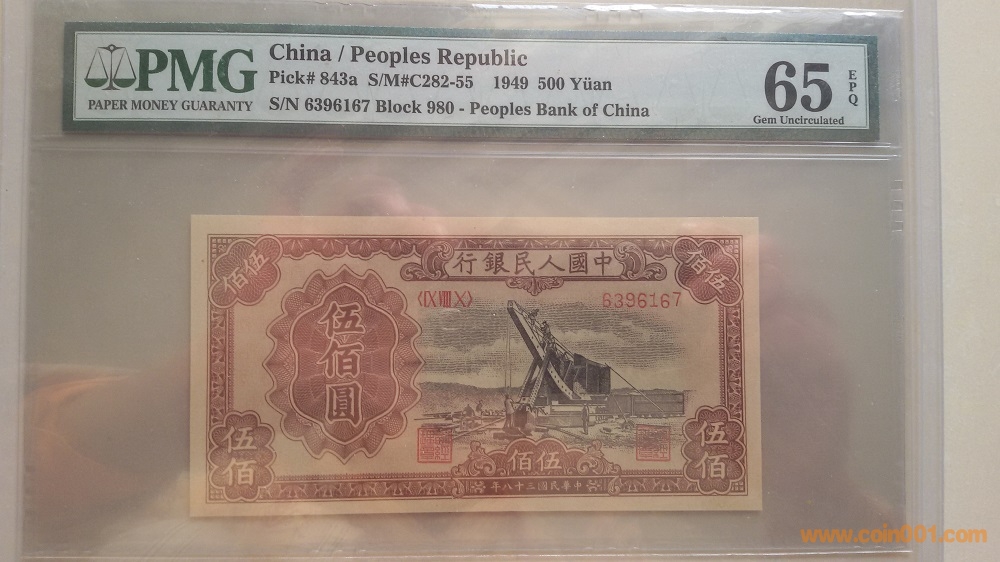 PMG
PAPER MONEY GUARANTY
China / Peoples Republic
Pick# 843a S/M#C282-55 1949 500 Yüan
S/N 6396167 Block 980 - Peoples Bank of China
65
EPQ
Gem Uncirculated
行銀民人國中
佰伍
佰伍
〈IX VIII X〉
6396167
伍佰圓
伍佰
佰伍
伍佰
年八十三國民華中
www.coin001.com